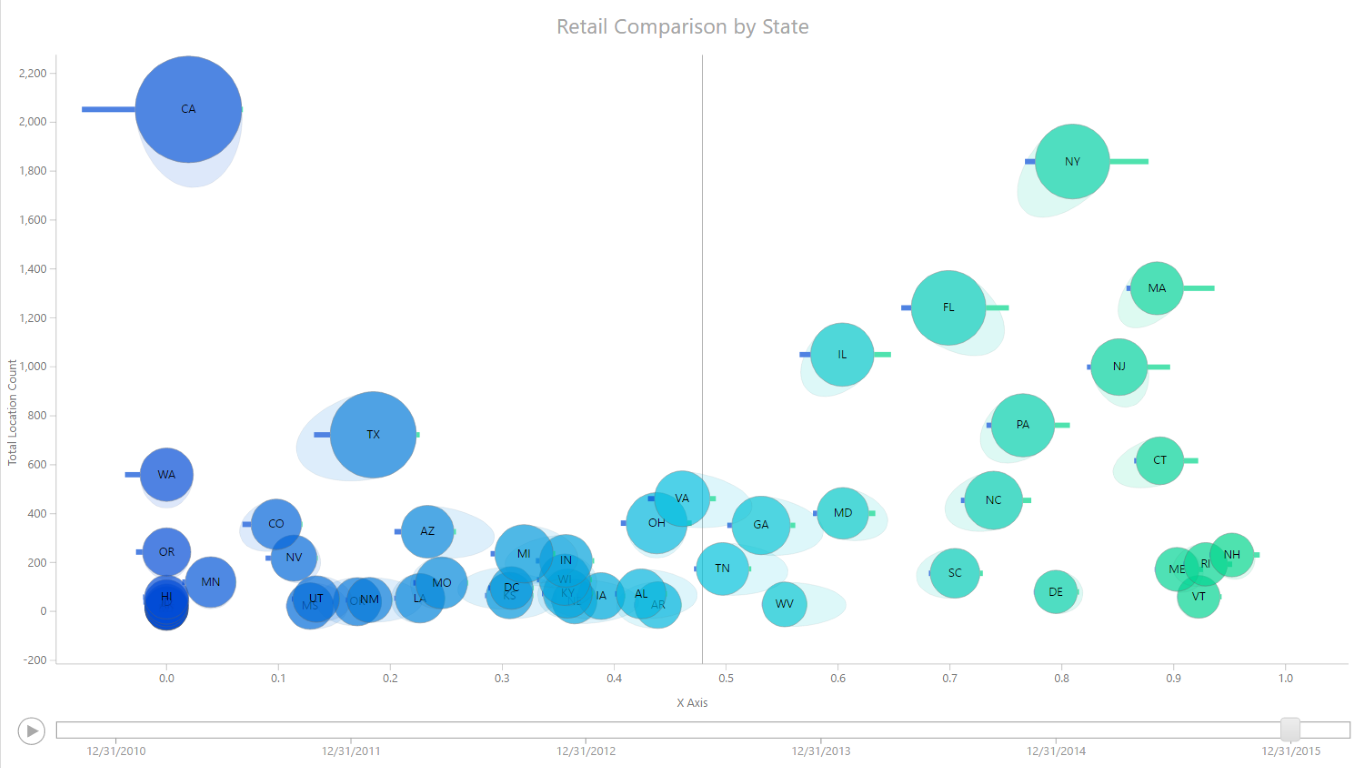 Retail Comparison by State
2,200
2,000
1,800
1,600
1,400
1,200
1,000
800
600
400
200
0
-200
Total Location Count
CA
NY
MA
FL
IL
NJ
TX
PA
WA
CT
VA
NC
CO
AZ
OH
GA
MD
OR
NV
MI
IN
NH
MN
MO
DC
KS
WI
KY
TN
SC
ME
RI
HI
MS
UT
NM
LA
IA
AL
AR
WV
DE
VT
0.0 0.1 0.2 0.3 0.4 0.5 0.6 0.7 0.8 0.9 1.0
X Axis
12/31/2010 12/31/2011 12/31/2012 12/31/2013 12/31/2014 12/31/2015